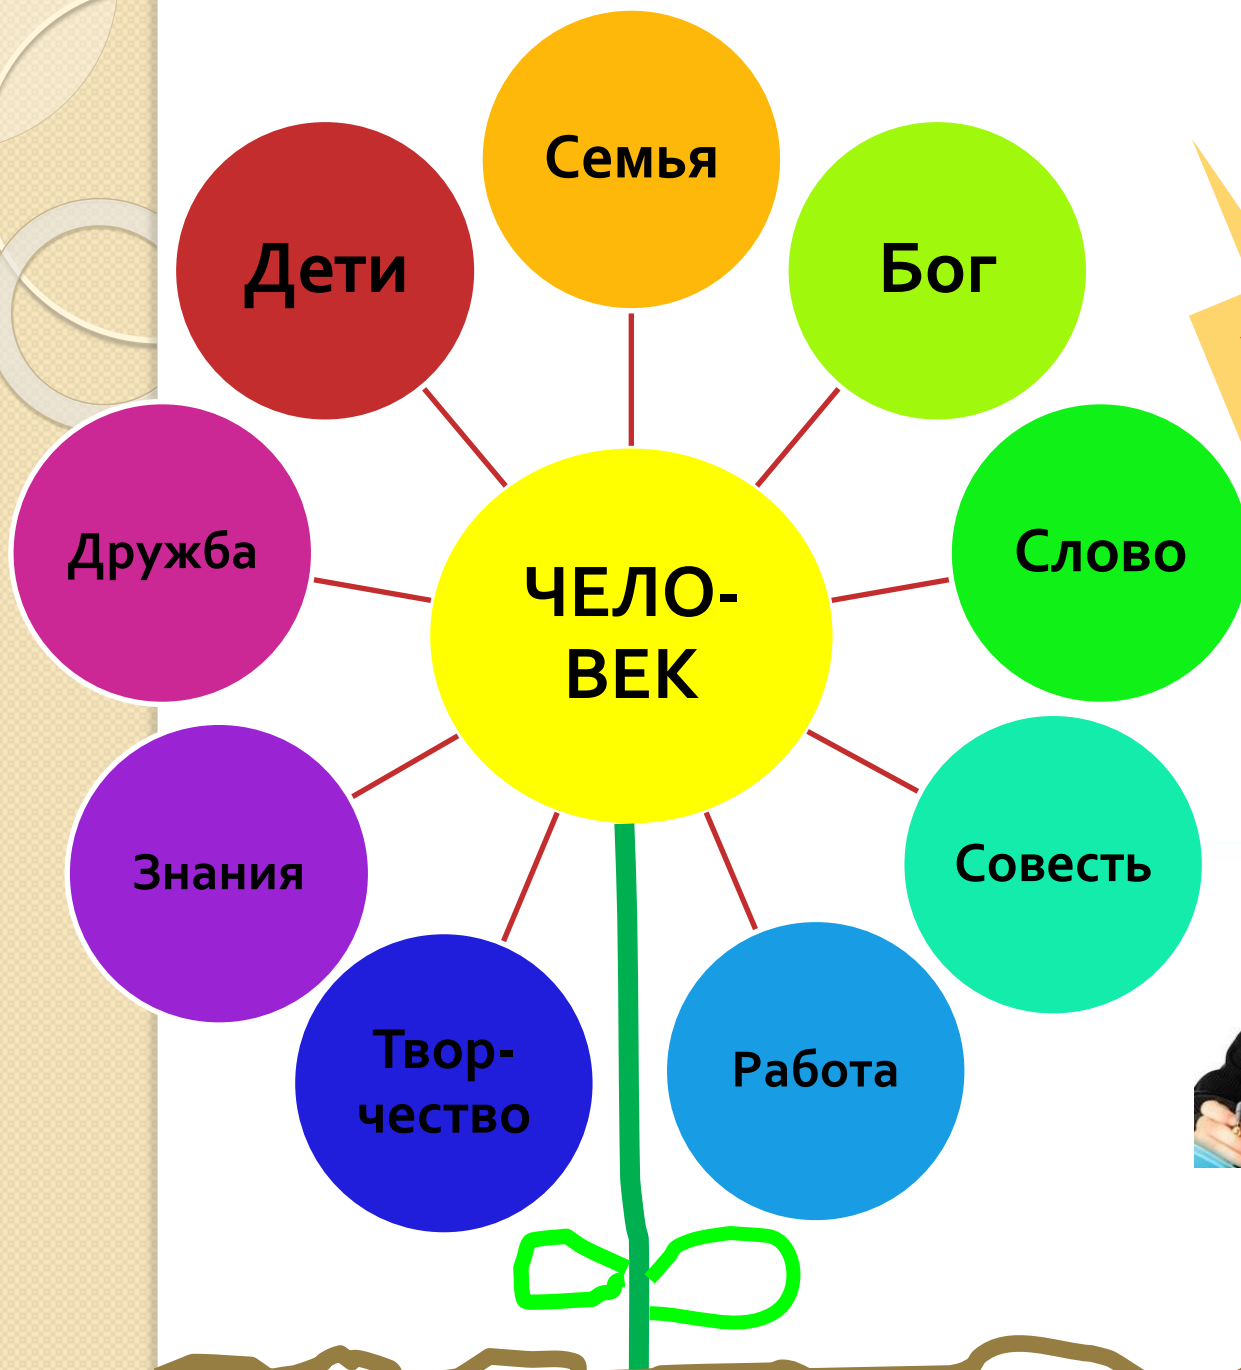 Семья
Дети
Бог
Дружба
Слово
ЧЕЛО-
ВЕК
Знания
Совесть
Твор-
чество
Работа